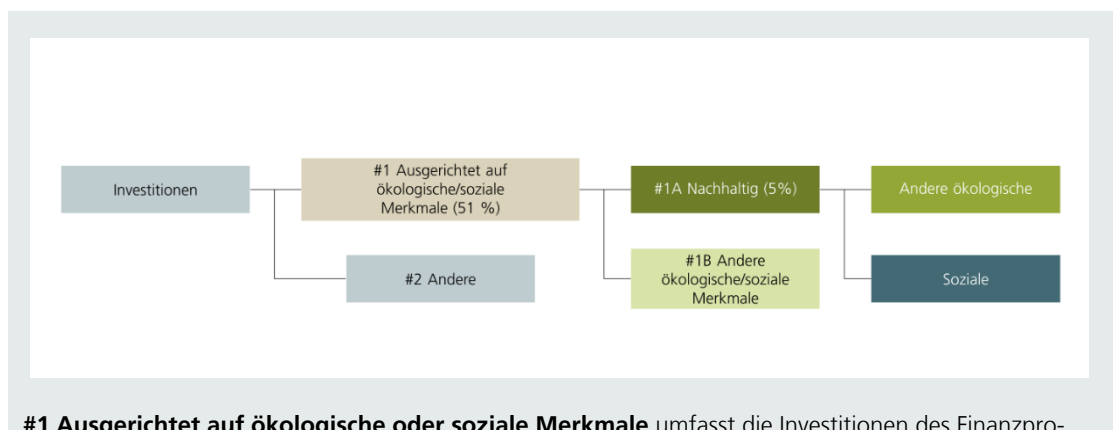 Investitionen
#1 Ausgerichtet auf
ökologische/soziale
Merkmale (51 %)
#1A Nachhaltig (5%)
Andere ökologische
#2 Andere
#1B Andere
ökologische/soziale
Merkmale
Soziale
#1 Ausgerichtet auf ökologische oder soziale Merkmale umfasst die Investitionen des Finanzpro-